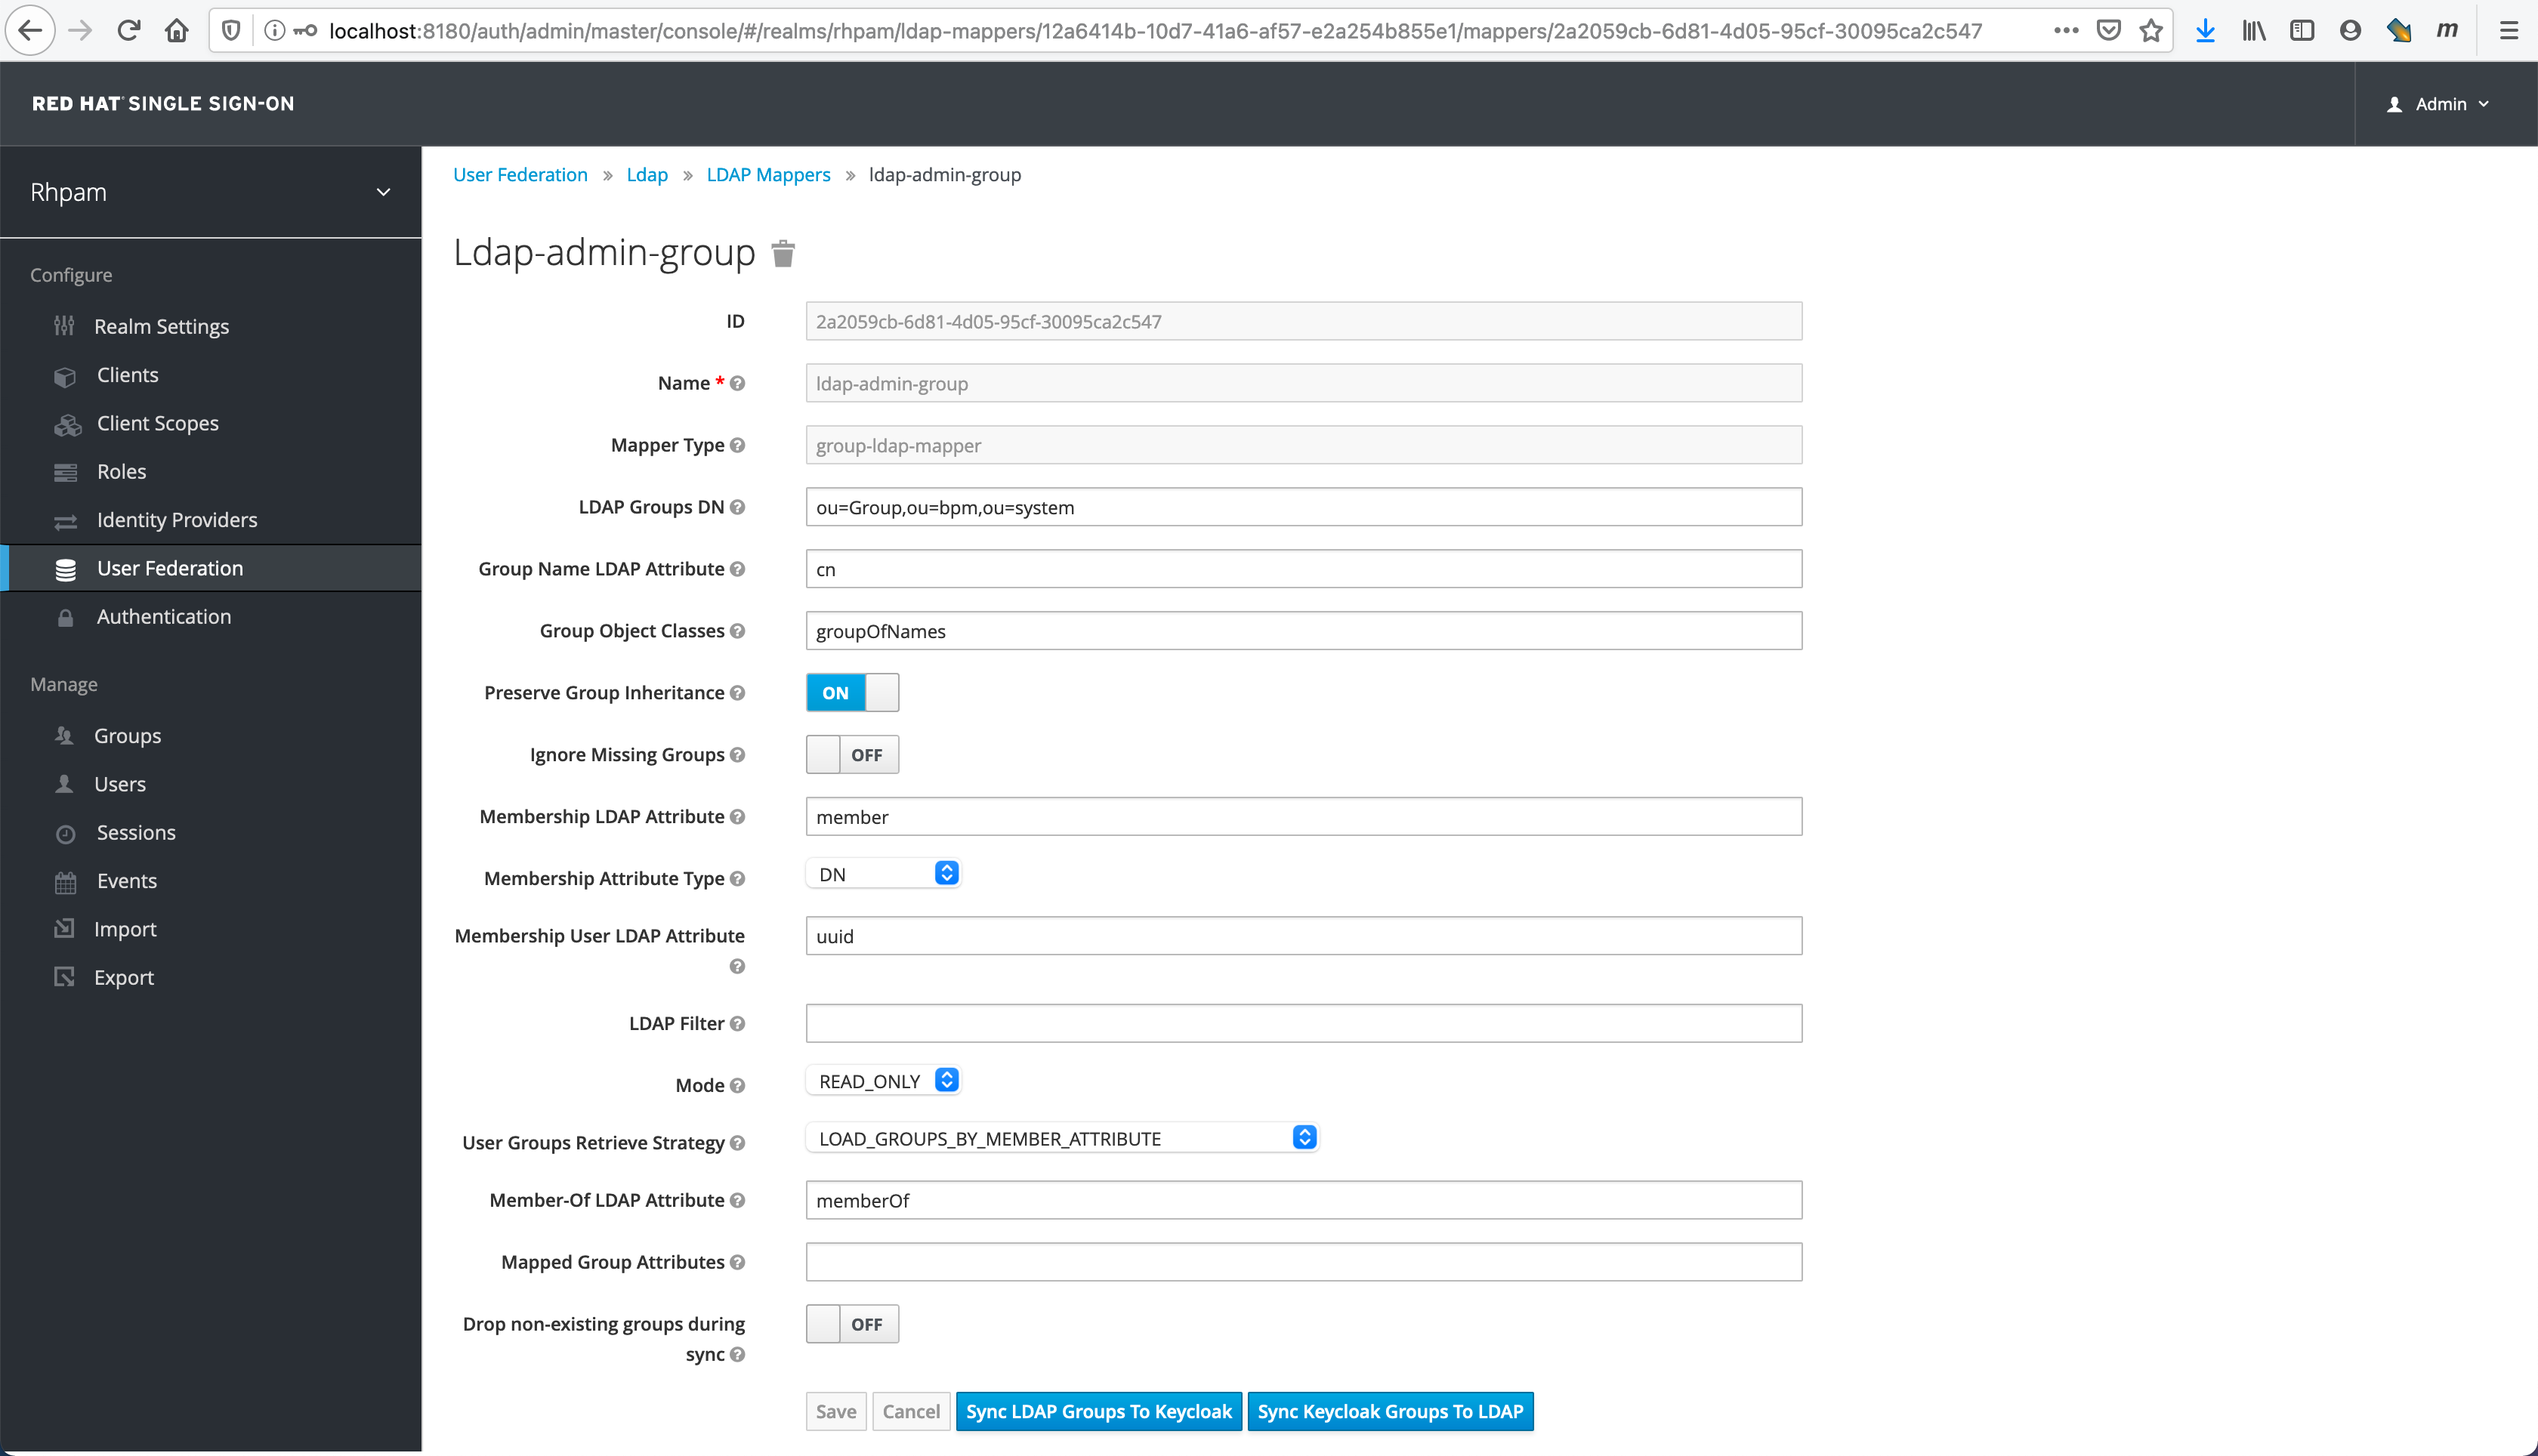 localhost:8180/auth/admin/master/console/#/realms/rhpam/ldap-mappers/12a6414b-10d7-41a6-af57-e2a254b855e1/mappers/2a2059cb-6d81-4d05-95cf-30095ca2c547
m
RED HAT SINGLE SIGN-ON
Admin
Rhpam
Configure
Realm Settings
Clients
Client Scopes
Roles
Identity Providers
User Federation
Authentication
Manage
Groups
Users
Sessions
Events
Import
Export
User Federation » Ldap » LDAP Mappers » ldap-admin-group
Ldap-admin-group
ID 2a2059cb-6d81-4d05-95cf-30095ca2c547
Name * ldap-admin-group
Mapper Type group-ldap-mapper
LDAP Groups DN ou=Group,ou=bpm,ou=system
Group Name LDAP Attribute cn
Group Object Classes groupOfNames
Preserve Group Inheritance ON
Ignore Missing Groups OFF
Membership LDAP Attribute member
Membership Attribute Type DN
Membership User LDAP Attribute uuid
LDAP Filter
Mode READ_ONLY
User Groups Retrieve Strategy LOAD_GROUPS_BY_MEMBER_ATTRIBUTE
Member-Of LDAP Attribute memberOf
Mapped Group Attributes
Drop non-existing groups during OFF
sync
Save Cancel Sync LDAP Groups To Keycloak Sync Keycloak Groups To LDAP